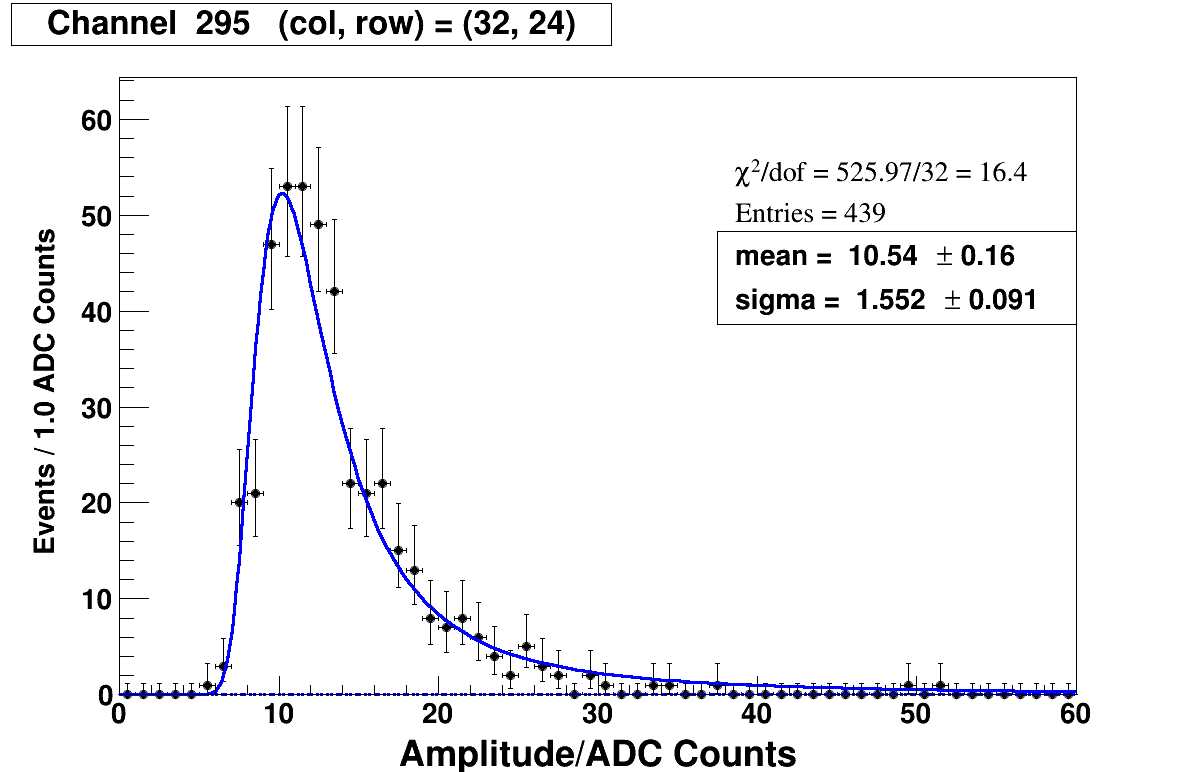 Channel 295 (col, row) = (32, 24)
χ²/dof = 525.97/32 = 16.4
Entries = 439
mean = 10.54 ± 0.16
sigma = 1.552 ± 0.091
Events / 1.0 ADC Counts
60
50
40
30
20
10
0
0 10 20 30 40 50 60
Amplitude/ADC Counts